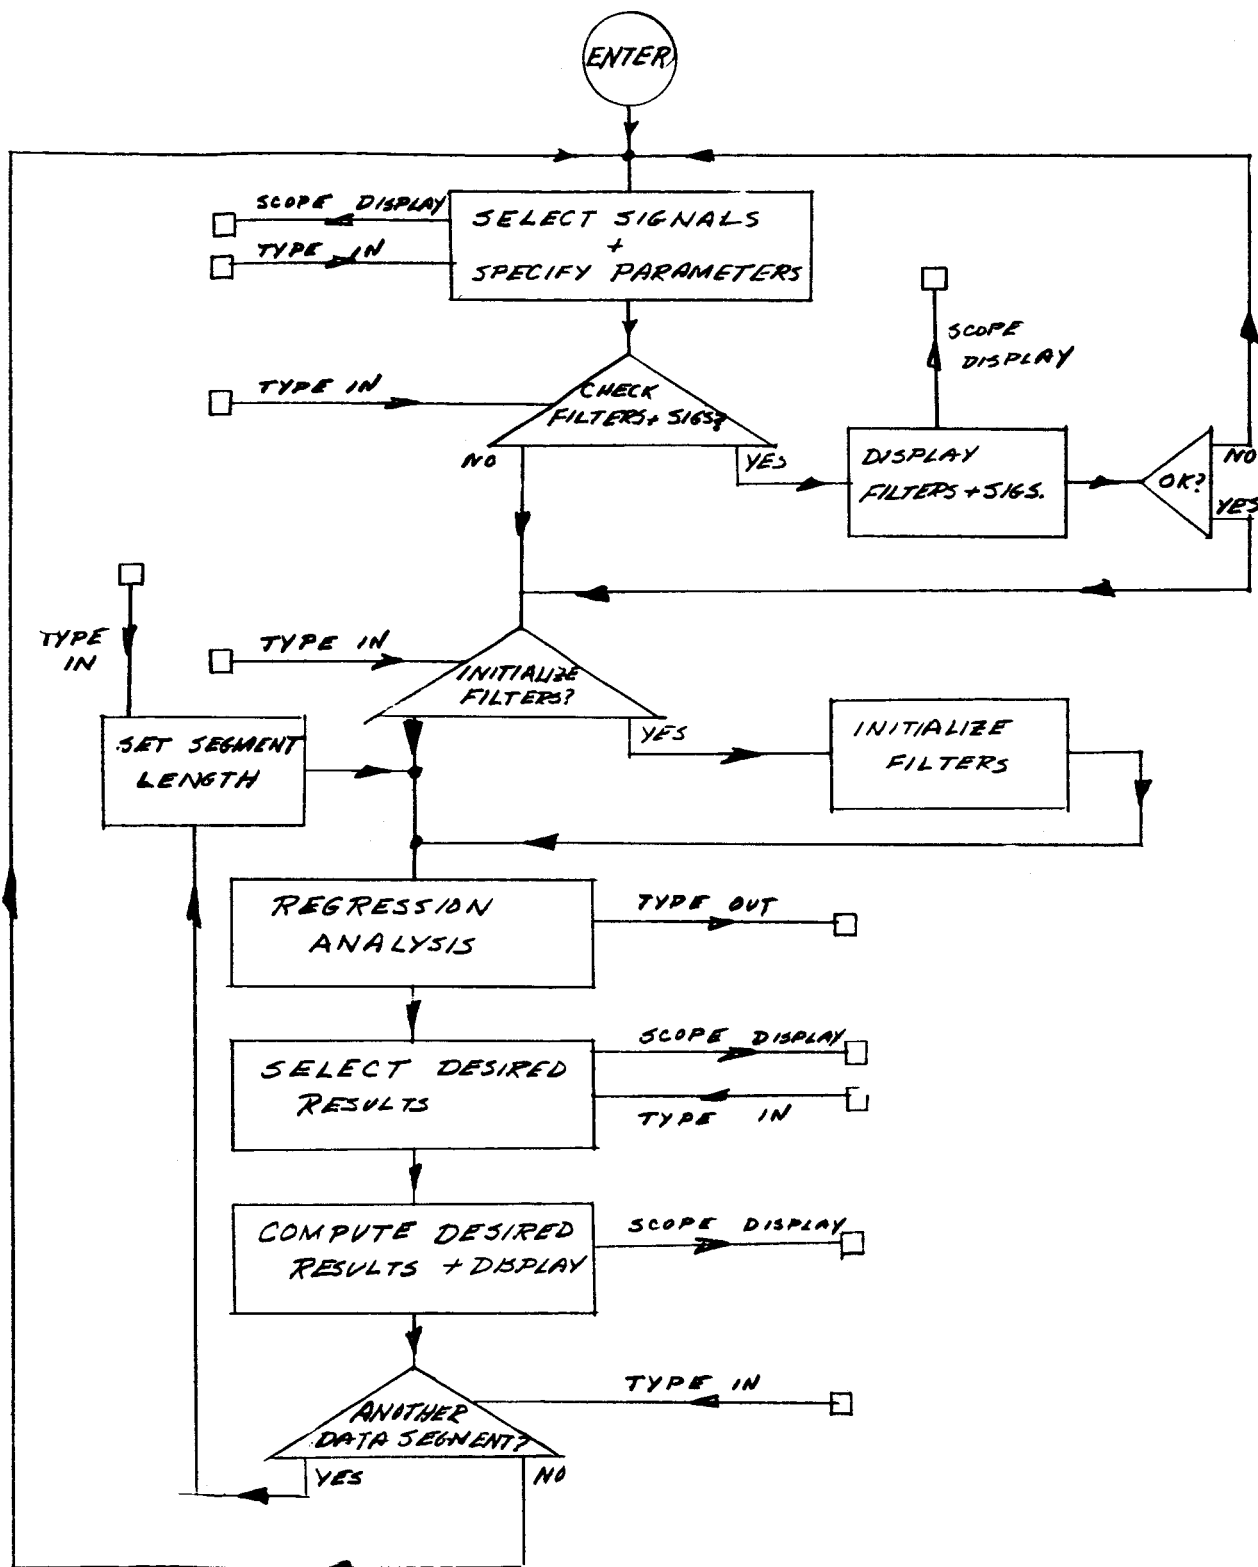 ENTER
SCOPE DISPLAY
TYPE IN
SELECT SIGNALS
+
SPECIFY PARAMETERS
SCOPE
DISPLAY
TYPE IN
CHECK
FILTERS + SIGS?
NO
YES
DISPLAY
FILTERS + SIGS.
OK?
NO
YES
TYPE
IN
TYPE IN
INITIALIZE
FILTERS?
YES
INITIALIZE
FILTERS
SET SEGMENT
LENGTH
REGRESSION
ANALYSIS
TYPE OUT
SELECT DESIRED
RESULTS
SCOPE DISPLAY
TYPE IN
COMPUTE DESIRED
RESULTS + DISPLAY
SCOPE DISPLAY
TYPE IN
ANOTHER
DATA SEGMENT?
YES
NO